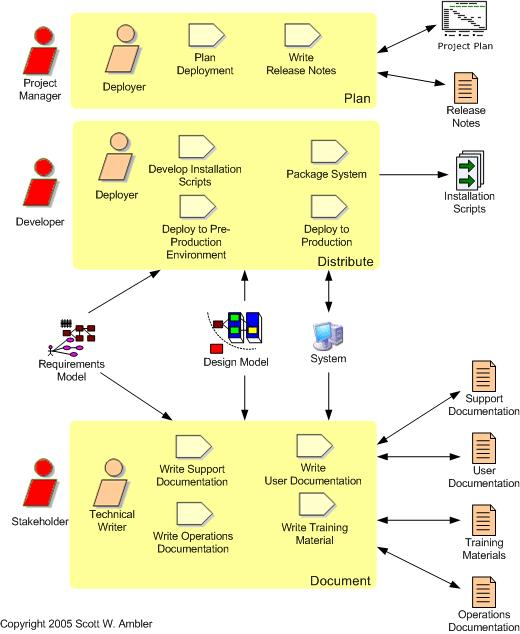 Project
Manager
Deployer
Plan
Deployment
Write
Release Notes
Plan
Project Plan
Release
Notes
Developer
Deployer
Develop Installation
Scripts
Package System
Deploy to Pre-
Production
Environment
Deploy to
Production
Distribute
Installation
Scripts
Requirements
Model
Design Model
System
Stakeholder
Technical
Writer
Write Support
Documentation
Write
User Documentation
Write Operations
Documentation
Write Training
Material
Document
Support
Documentation
User
Documentation
Training
Materials
Operations
Documentation
Copyright 2005 Scott W. Ambler